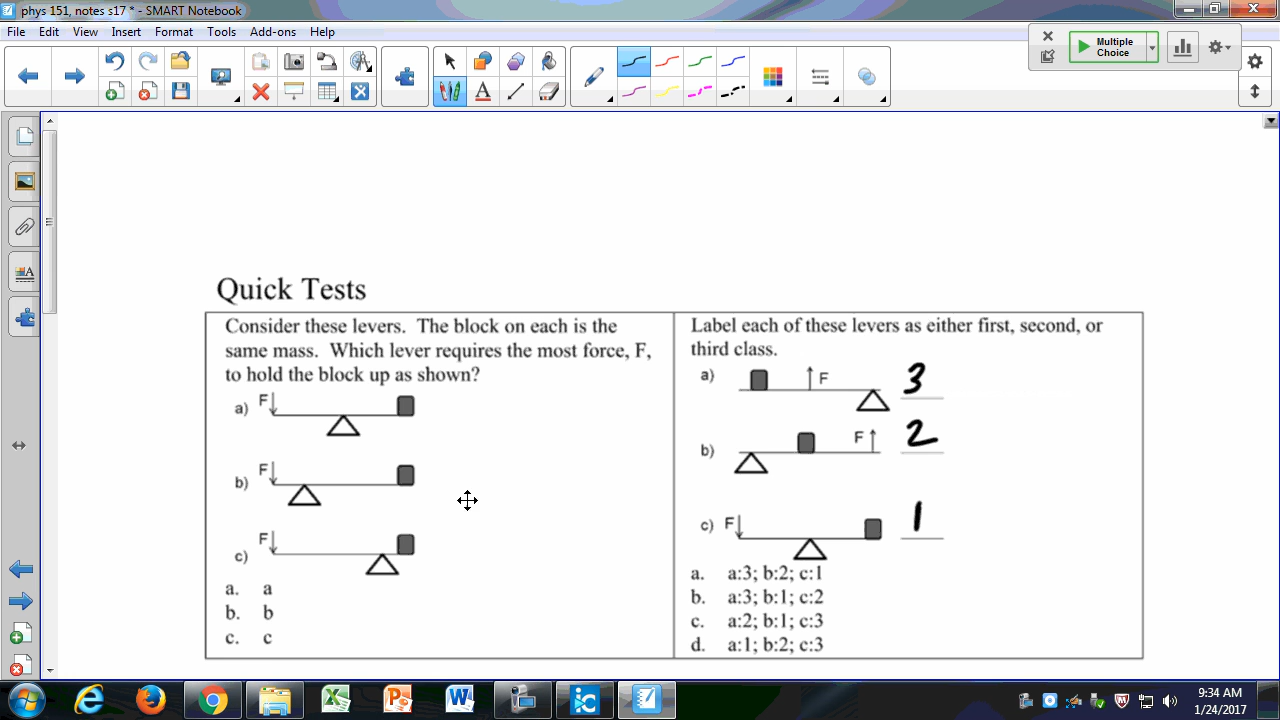 phys 151, notes s17 * - SMART Notebook
File Edit View Insert Format Tools Add-ons Help
Multiple
Choice
Quick Tests
Consider these levers. The block on each is the
same mass. Which lever requires the most force, F,
to hold the block up as shown?
a) F
b) F
c) F
a. a
b. b
c. c
Label each of these levers as either first, second, or
third class.
a) F 3
b) F 2
c) F 1
a. a:3; b:2; c:1
b. a:3; b:1; c:2
c. a:2; b:1; c:3
d. a:1; b:2; c:3
9:34 AM
1/24/2017